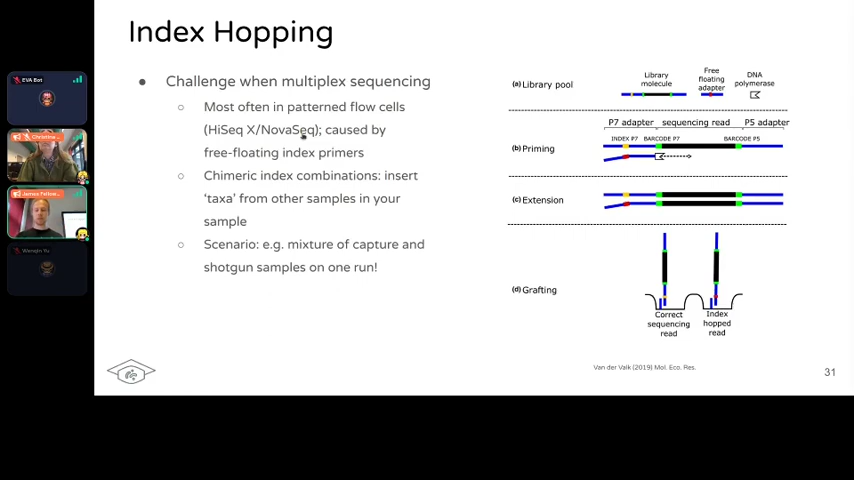 Index Hopping
EVA Bot
Christina
James Fellow...
Wenqin Yu
● Challenge when multiplex sequencing
○ Most often in patterned flow cells
(HiSeq X/NovaSeq); caused by
free-floating index primers
○ Chimeric index combinations: insert
‘taxa’ from other samples in your
sample
○ Scenario: e.g. mixture of capture and
shotgun samples on one run!
(a) Library pool
Library
molecule
Free
floating
adapter
DNA
polymerase
P7 adapter sequencing read P5 adapter
INDEX P7 BARCODE P7 BARCODE P5
(b) Priming
(c) Extension
(d) Grafting
Correct
sequencing
read
Index
hopped
read
Van der Valk (2019) Mol. Eco. Res.
31